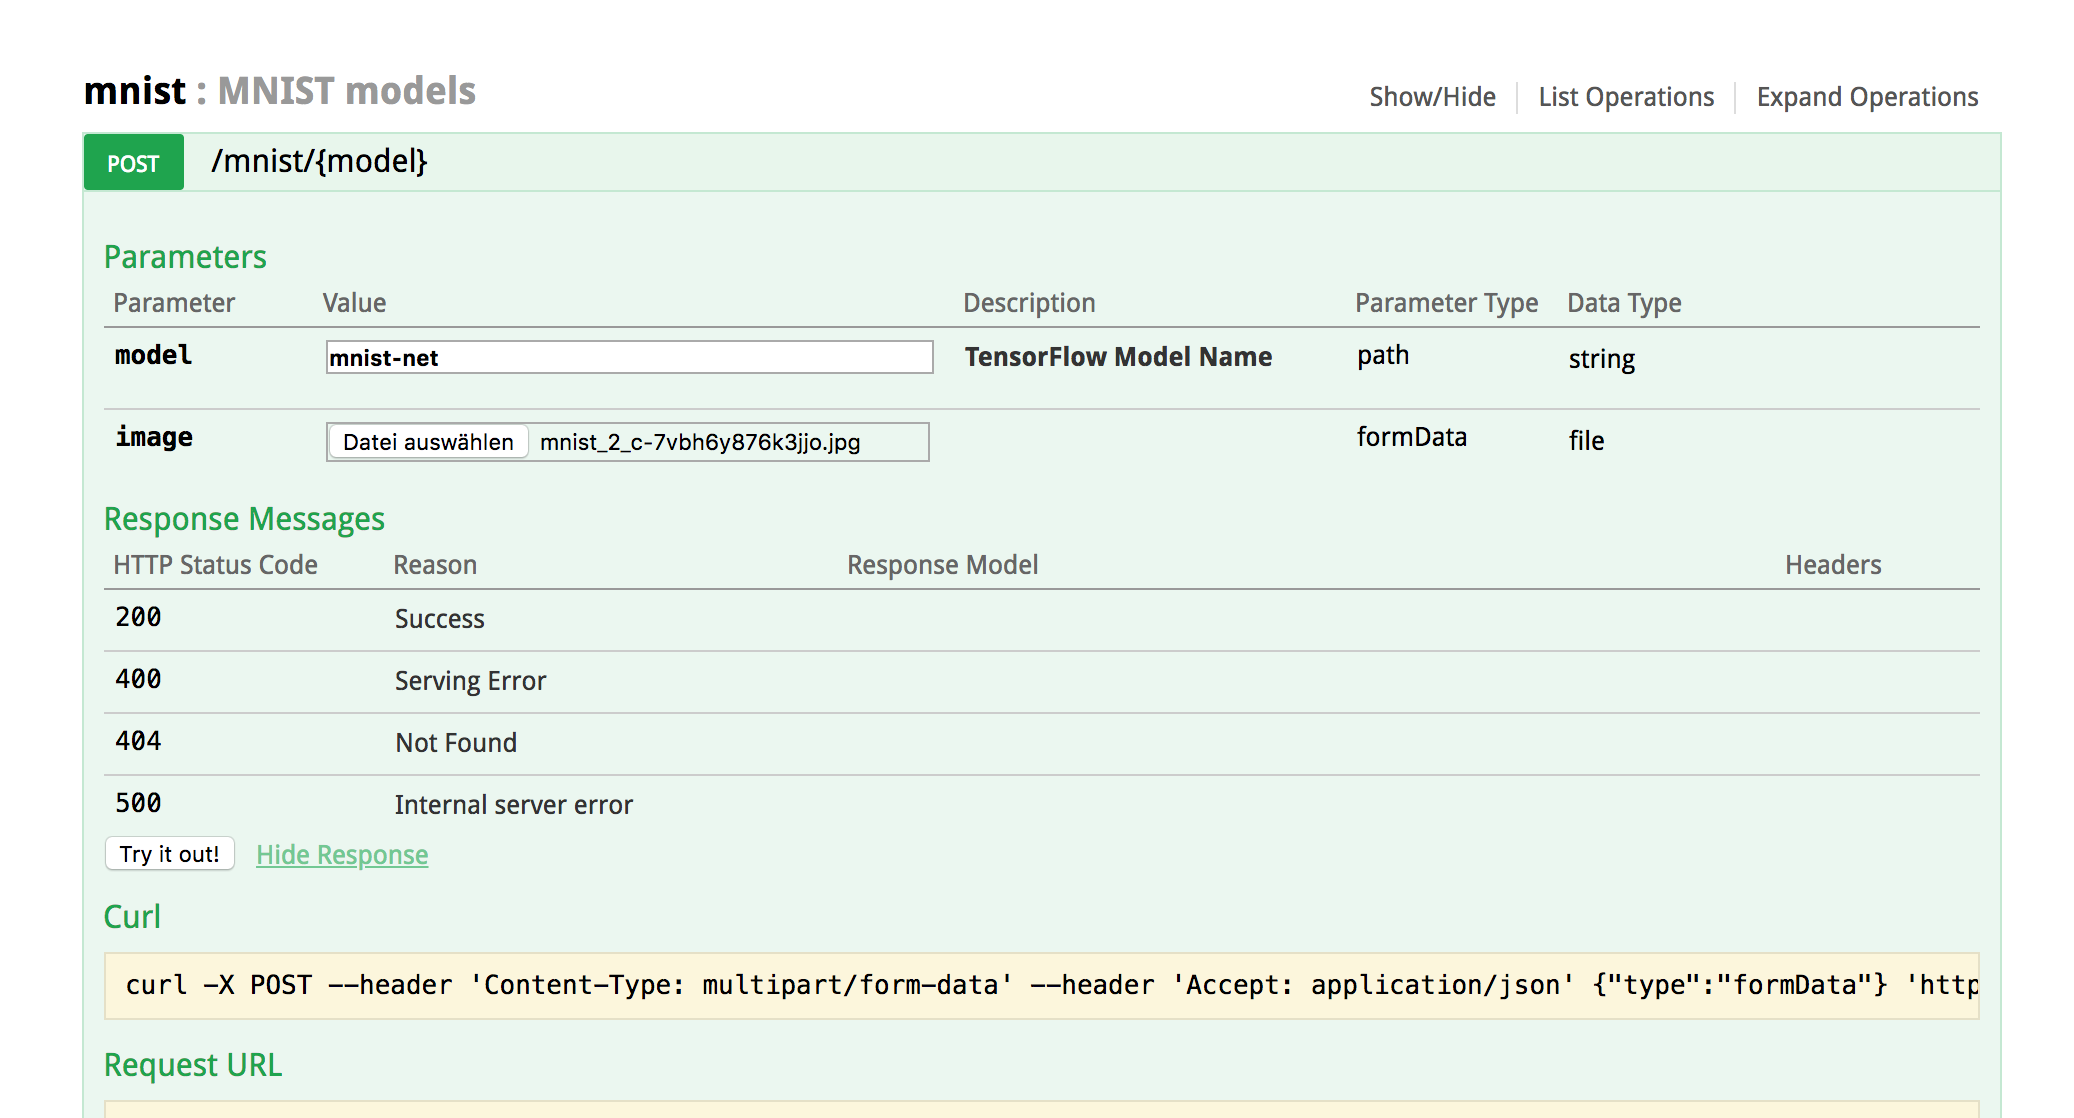 mnist : MNIST models
Show/Hide List Operations Expand Operations
POST /mnist/{model}
Parameters
Parameter Value Description Parameter Type Data Type
model mnist-net TensorFlow Model Name path string
image Datei auswählen mnist_2_c-7vbh6y876k3jjo.jpg formData file
Response Messages
HTTP Status Code Reason Response Model Headers
200 Success
400 Serving Error
404 Not Found
500 Internal server error
Try it out! Hide Response
Curl
curl -X POST --header 'Content-Type: multipart/form-data' --header 'Accept: application/json' {"type":"formData"} 'http
Request URL